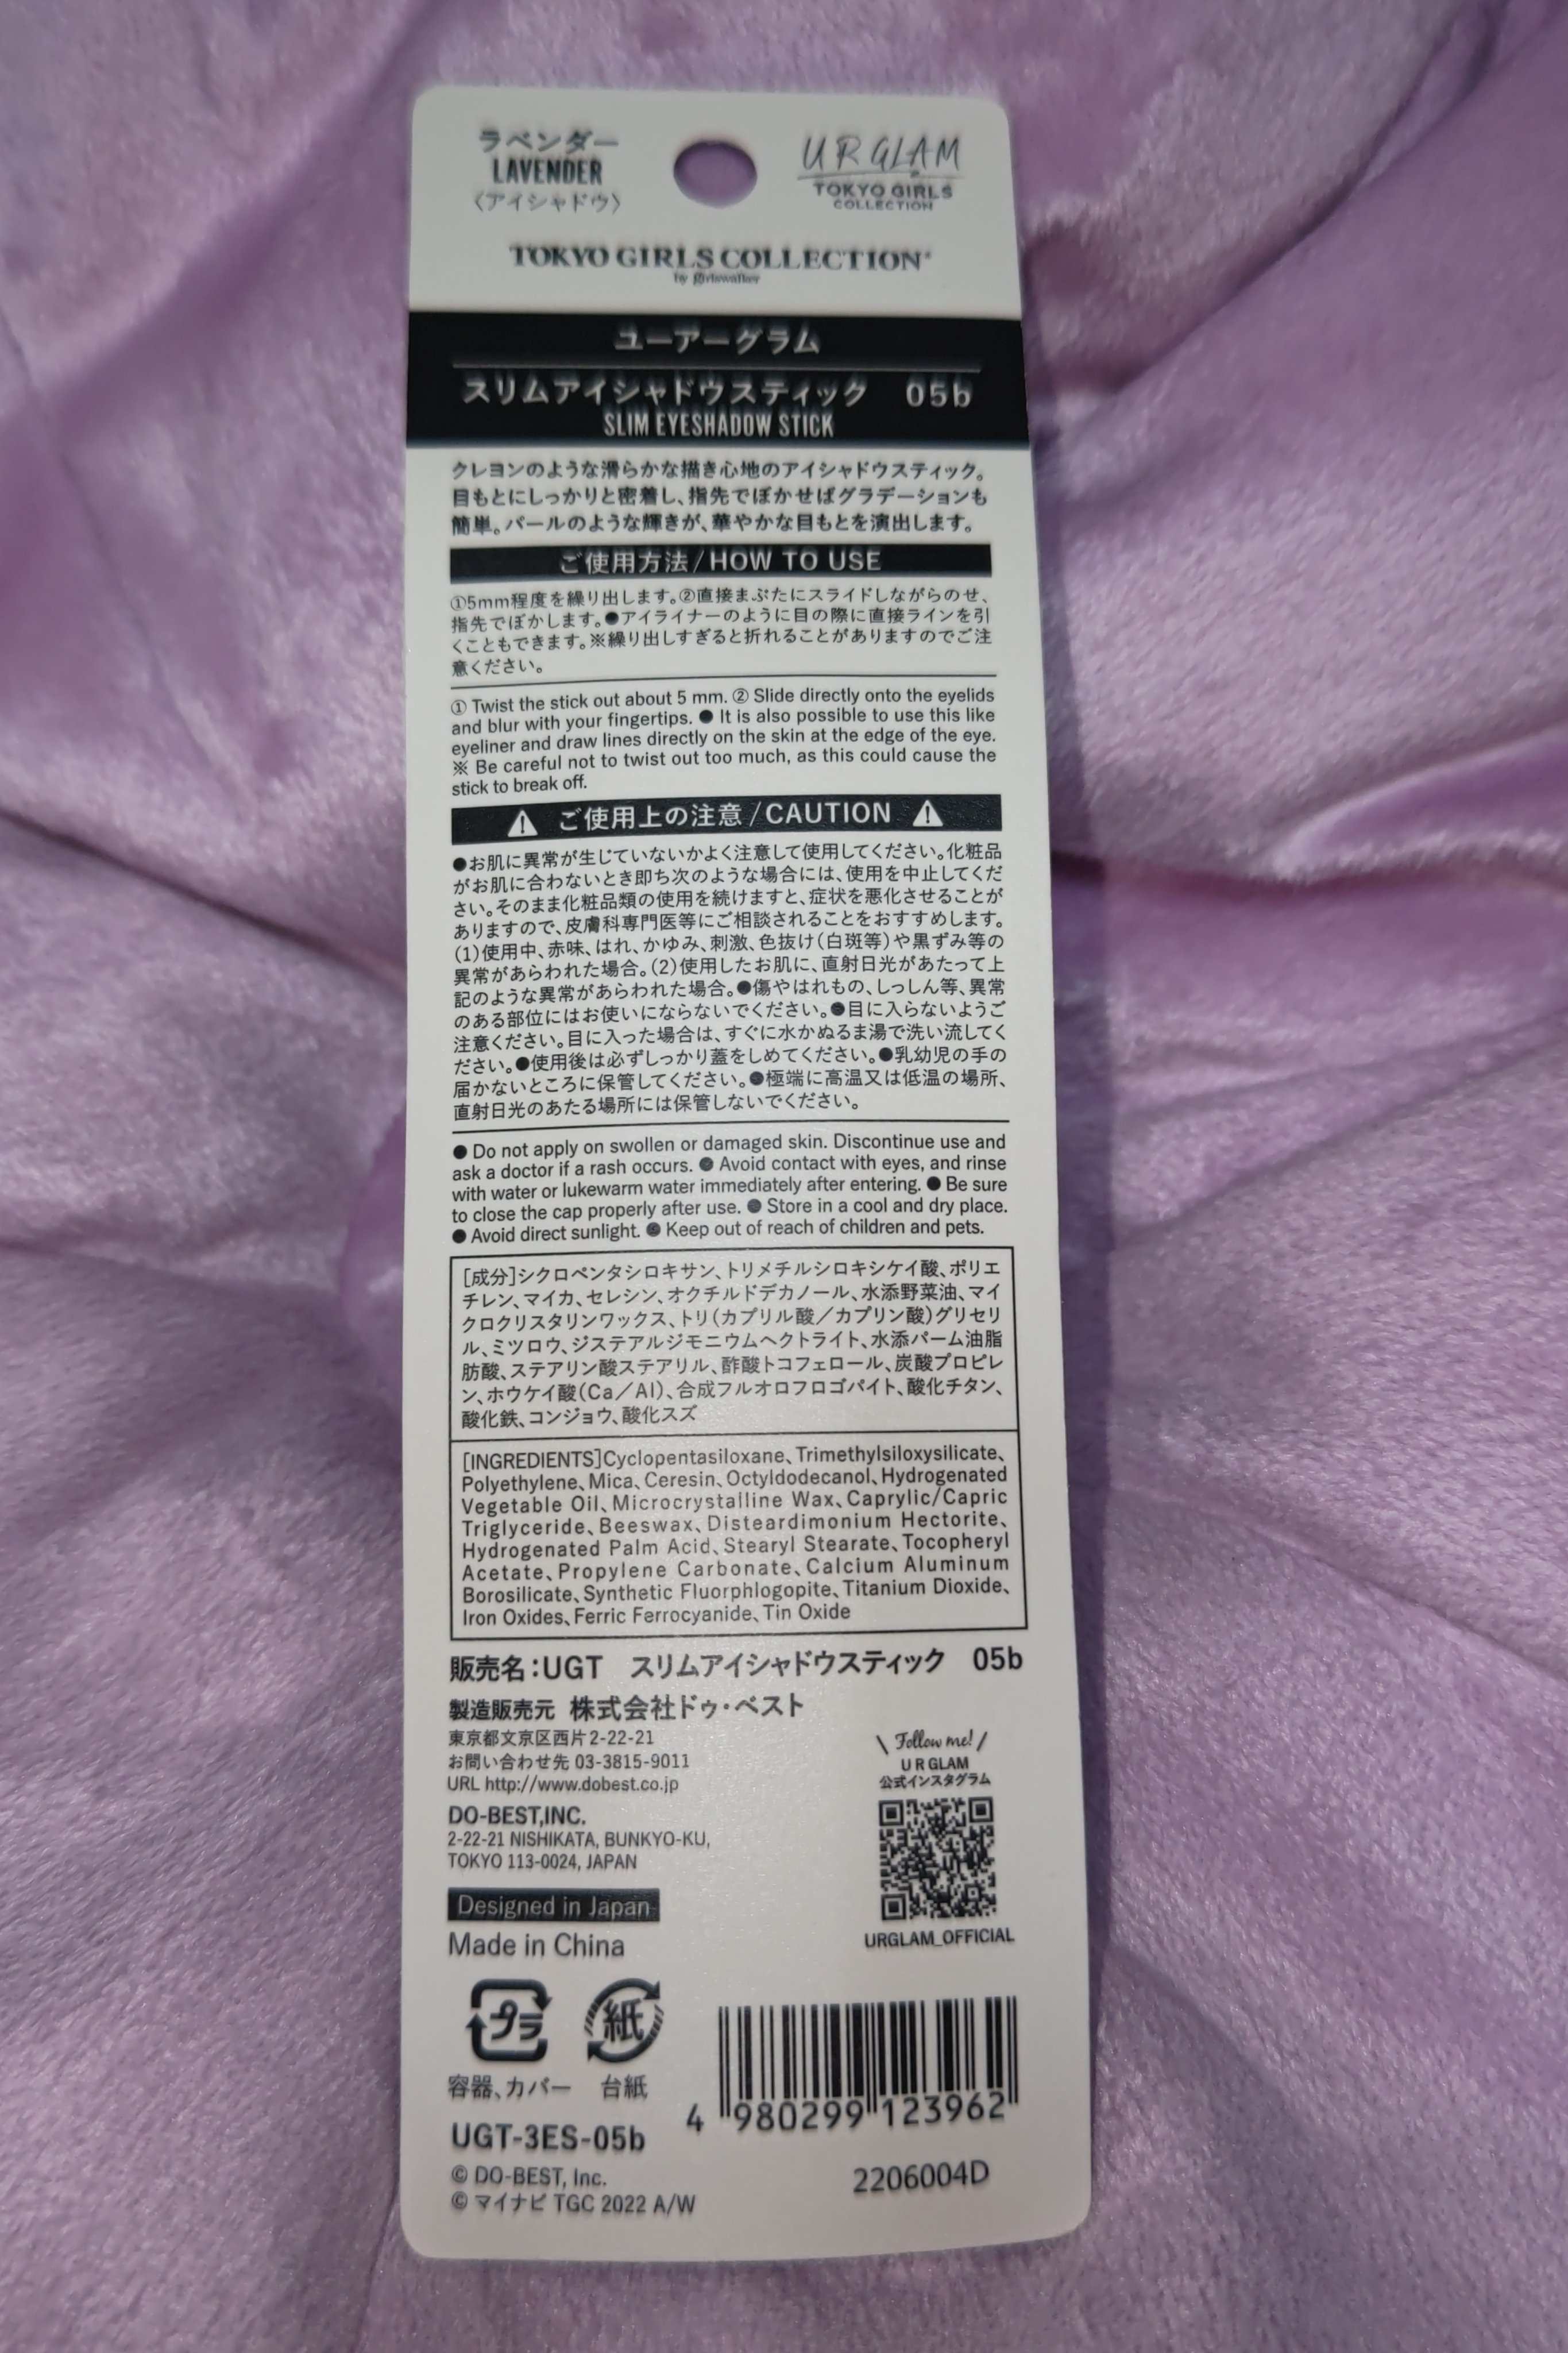 ラベンダー
LAVENDER
〈アイシャドウ〉
U R GLAM
TOKYO GIRLS
COLLECTION
TOKYO GIRLS COLLECTION
by girlswalker
ユーアーグラム
スリムアイシャドウスティック 05b
SLIM EYESHADOW STICK
クレヨンのような滑らかな描き心地のアイシャドウスティック。
目もとにしっかりと密着し、指先でぼかせばグラデーションも
簡単。パールのような輝きが、華やかな目もとを演出します。
ご使用方法/HOW TO USE
①5mm程度を繰り出します。②直接まぶたにスライドしながらのせ、
指先でぼかします。●アイライナーのように目の際に直接ラインを引
くこともできます。※繰り出しすぎると折れることがありますのでご注
意ください。
① Twist the stick out about 5 mm. ② Slide directly onto the eyelids
and blur with your fingertips. ● It is also possible to use this like
eyeliner and draw lines directly on the skin at the edge of the eye.
※ Be careful not to twist out too much, as this could cause the
stick to break off.
ご使用上の注意/CAUTION
●お肌に異常が生じていないかよく注意して使用してください。化粧品
がお肌に合わないとき即ち次のような場合には、使用を中止してくだ
さい。そのまま化粧品類の使用を続けますと、症状を悪化させることが
ありますので、皮膚科専門医等にご相談されることをおすすめします。
(1)使用中、赤味、はれ、かゆみ、刺激、色抜け(白斑等)や黒ずみ等の
異常があらわれた場合。(2)使用したお肌に、直射日光があたって上
記のような異常があらわれた場合。●傷やはれもの、しっしん等、異常
のある部位にはお使いにならないでください。●目に入らないようご
注意ください。目に入った場合は、すぐに水かぬるま湯で洗い流してく
ださい。●使用後は必ずしっかり蓋をしめてください。●乳幼児の手の
届かないところに保管してください。●極端に高温又は低温の場所、
直射日光のあたる場所には保管しないでください。
● Do not apply on swollen or damaged skin. Discontinue use and
ask a doctor if a rash occurs. ● Avoid contact with eyes, and rinse
with water or lukewarm water immediately after entering. ● Be sure
to close the cap properly after use. ● Store in a cool and dry place.
● Avoid direct sunlight. ● Keep out of reach of children and pets.
[成分]シクロペンタシロキサン、トリメチルシロキシケイ酸、ポリエ
チレン、マイカ、セレシン、オクチルドデカノール、水添野菜油、マイ
クロクリスタリンワックス、トリ(カプリル酸/カプリン酸)グリセリ
ル、ミツロウ、ジステアルジモニウムヘクトライト、水添パーム油脂
肪酸、ステアリン酸ステアリル、酢酸トコフェロール、炭酸プロピレ
ン、ホウケイ酸(Ca/Al)、合成フルオロフロゴパイト、酸化チタン、
酸化鉄、コンジョウ、酸化スズ
[INGREDIENTS]Cyclopentasiloxane、Trimethylsiloxysilicate、
Polyethylene、Mica、Ceresin、Octyldodecanol、Hydrogenated
Vegetable Oil、Microcrystalline Wax、Caprylic/Capric
Triglyceride、Beeswax、Disteardimonium Hectorite、
Hydrogenated Palm Acid、Stearyl Stearate、Tocopheryl
Acetate、Propylene Carbonate、Calcium Aluminum
Borosilicate、Synthetic Fluorphlogopite、Titanium Dioxide、
Iron Oxides、Ferric Ferrocyanide、Tin Oxide
販売名:UGT スリムアイシャドウスティック 05b
製造販売元 株式会社ドゥ・ベスト
東京都文京区西片2-22-21
お問い合わせ先 03-3815-9011
URL http://www.dobest.co.jp
DO-BEST,INC.
2-22-21 NISHIKATA, BUNKYO-KU,
TOKYO 113-0024, JAPAN
Designed in Japan
Made in China
\ Follow me! /
U R GLAM
公式インスタグラム
URGLAM_OFFICIAL
プラ
紙
容器、カバー 台紙
4 980299 123962
UGT-3ES-05b
© DO-BEST, Inc.
© マイナビ TGC 2022 A/W
2206004D